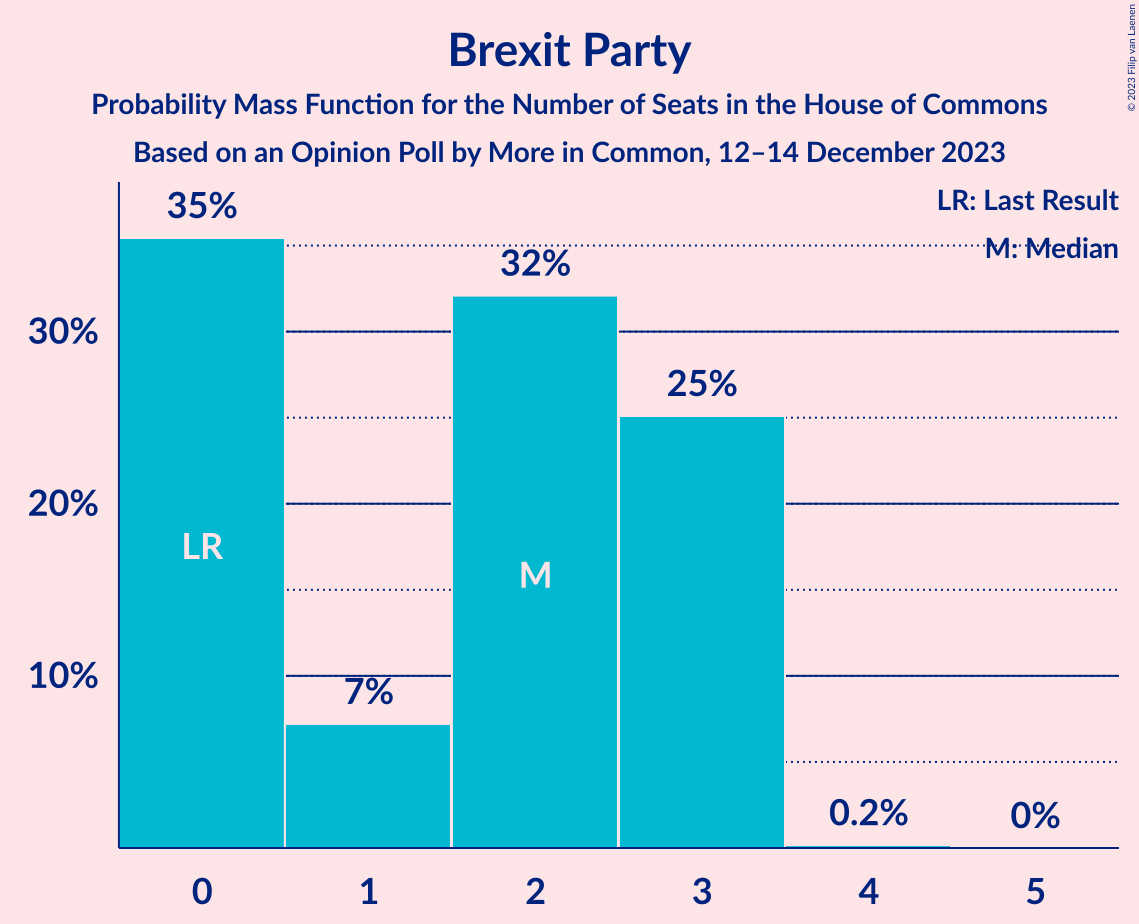 Brexit Party
Probability Mass Function for the Number of Seats in the House of Commons
Based on an Opinion Poll by More in Common, 12–14 December 2023
© 2023 Filip van Laenen
LR: Last Result
M: Median
35%
32%
25%
7%
0.2%
0%
LR
M
30%
20%
10%
0 1 2 3 4 5